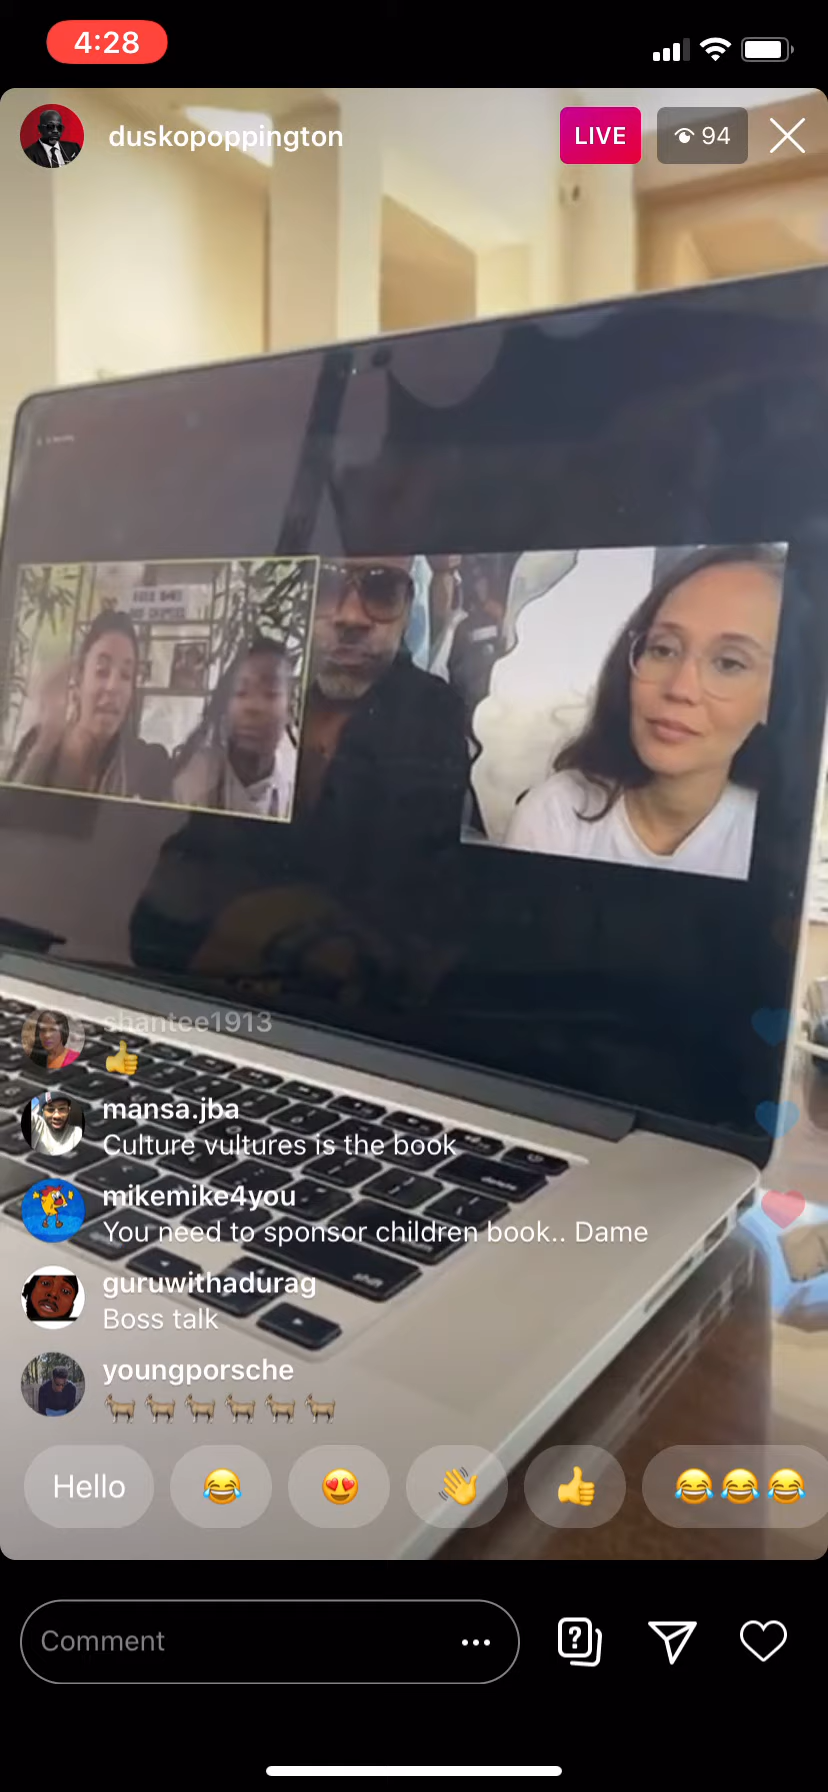 4:28
duskopoppington
LIVE
94
shantee1913
👍
mansa.jba
Culture vultures is the book
mikemike4you
You need to sponsor children book.. Dame
guruwithadurag
Boss talk
youngporsche
🐐🐐🐐🐐🐐🐐
Hello
Comment
shift